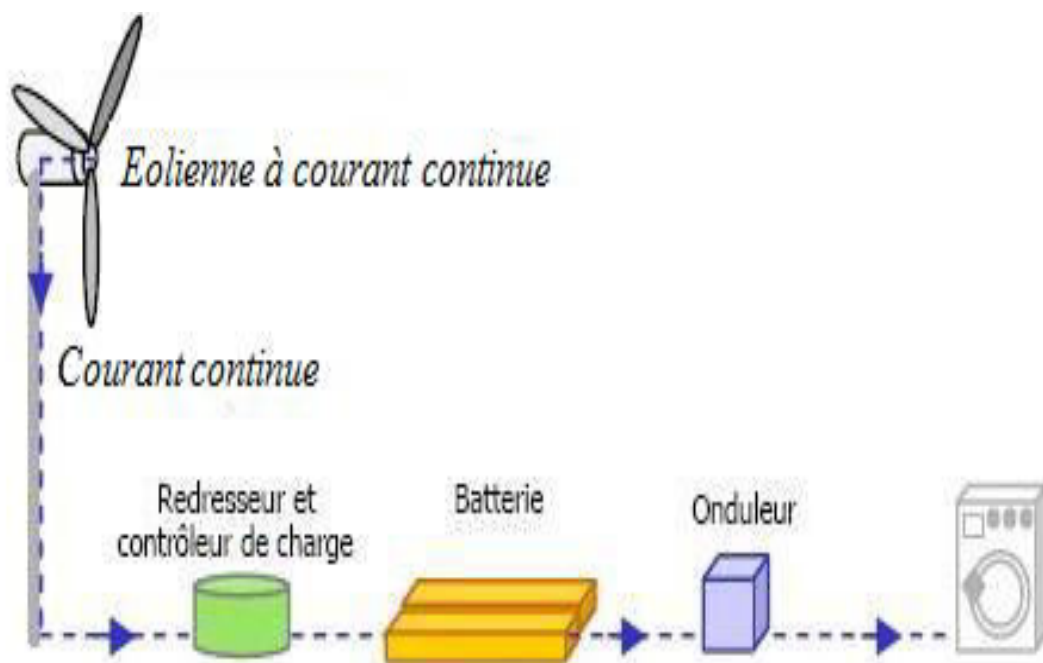 Eolienne à courant continue
Courant continue
Redresseur et
contrôleur de charge
Batterie
Onduleur